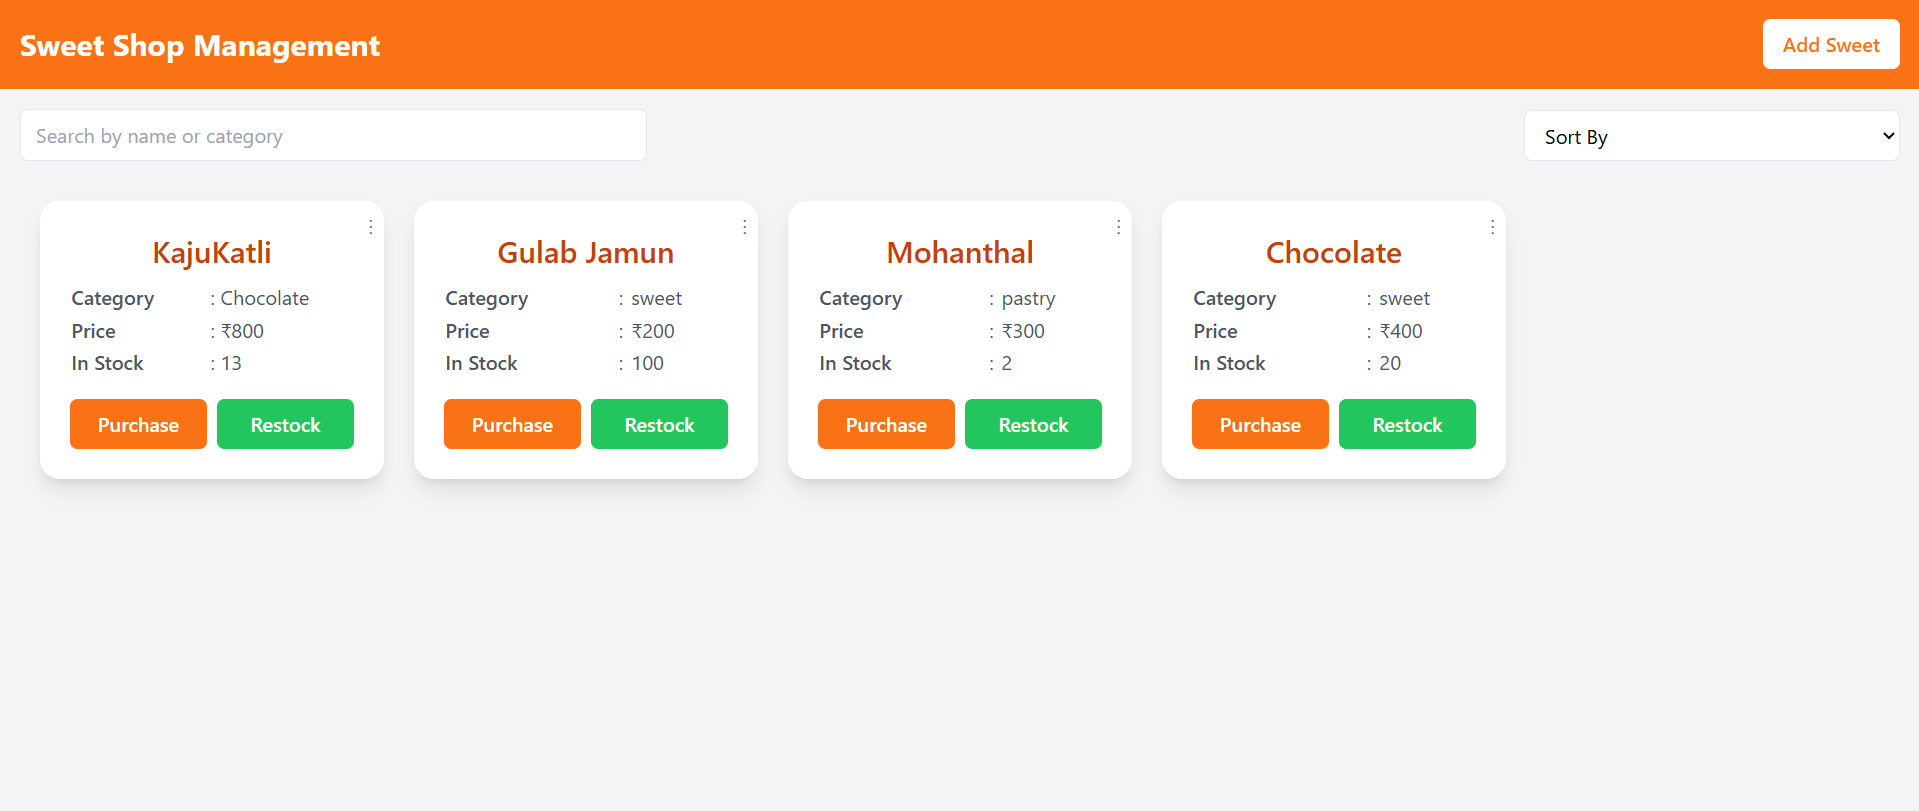 Sweet Shop Management
Add Sweet
Search by name or category
Sort By
KajuKatli
Category : Chocolate
Price : ₹800
In Stock : 13
Purchase Restock
Gulab Jamun
Category : sweet
Price : ₹200
In Stock : 100
Purchase Restock
Mohanthal
Category : pastry
Price : ₹300
In Stock : 2
Purchase Restock
Chocolate
Category : sweet
Price : ₹400
In Stock : 20
Purchase Restock